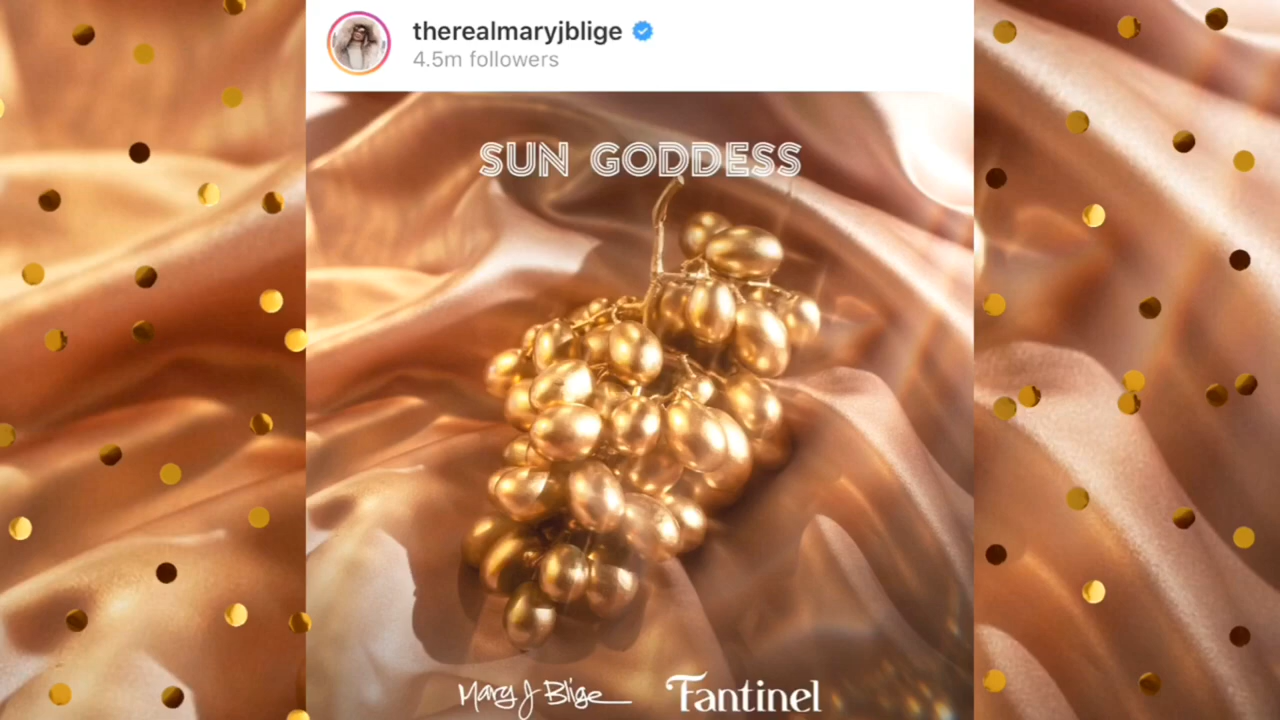 therealmaryjblige
4.5m followers
SUN GODDESS
Mary J Blige
Fantinel